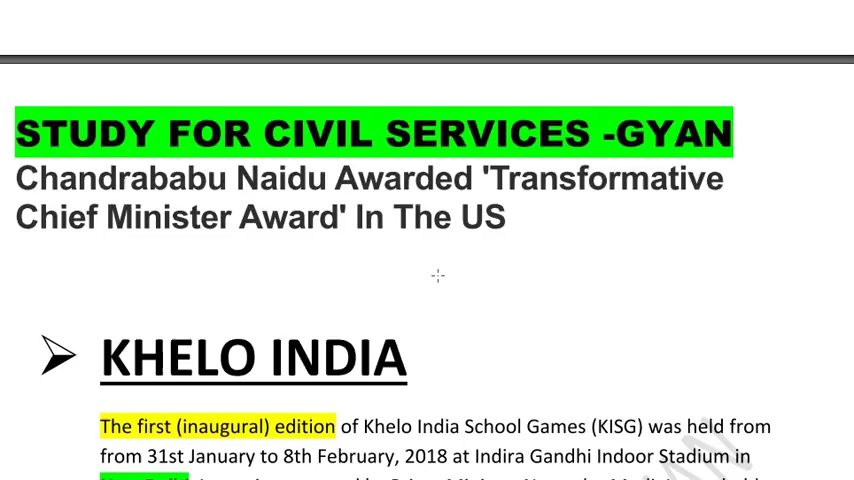 STUDY FOR CIVIL SERVICES -GYAN
Chandrababu Naidu Awarded 'Transformative
Chief Minister Award' In The US
➢ KHELO INDIA
The first (inaugural) edition of Khelo India School Games (KISG) was held from
from 31st January to 8th February, 2018 at Indira Gandhi Indoor Stadium in